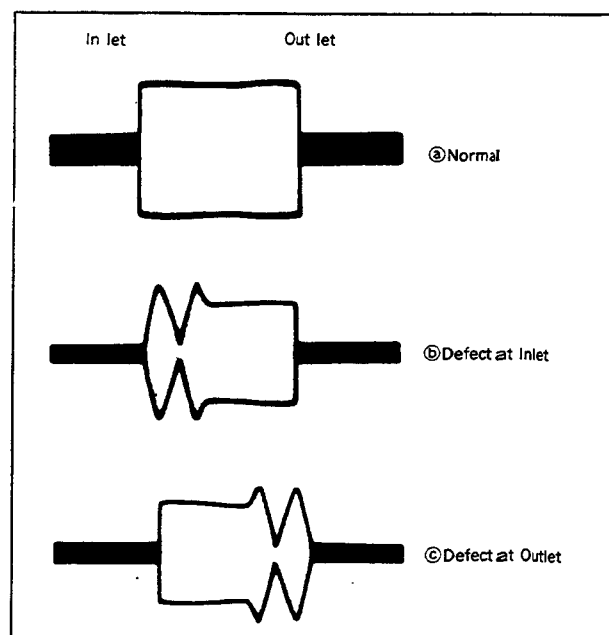 In let Out let
ⓐNormal
ⓑDefect at Inlet
ⓒDefect at Outlet